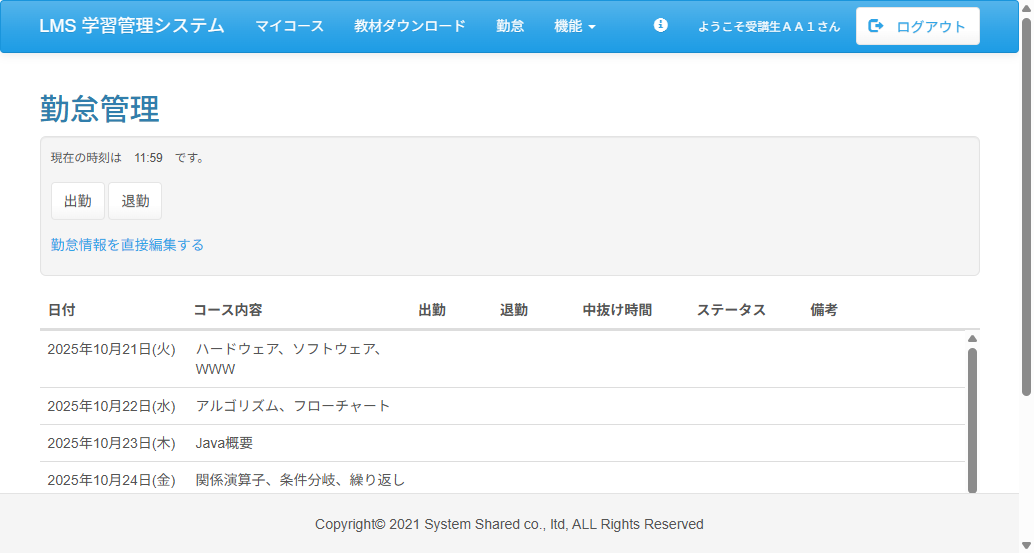 LMS 学習管理システム マイコース 教材ダウンロード 勤怠 機能 ようこそ受講生ＡＡ１さん ログアウト
勤怠管理
現在の時刻は 11:59 です。
出勤 退勤
勤怠情報を直接編集する
日付 コース内容 出勤 退勤 中抜け時間 ステータス 備考
2025年10月21日(火) ハードウェア、ソフトウェア、
WWW
2025年10月22日(水) アルゴリズム、フローチャート
2025年10月23日(木) Java概要
2025年10月24日(金) 関係演算子、条件分岐、繰り返し
Copyright© 2021 System Shared co., ltd, ALL Rights Reserved